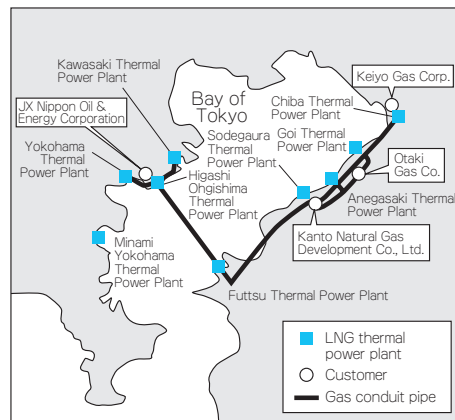 Kawasaki Thermal
Power Plant
Keiyo Gas Corp.
JX Nippon Oil &
Energy Corporation
Bay of
Tokyo
Chiba Thermal
Power Plant
Sodegaura
Thermal
Power Plant
Goi Thermal
Power Plant
Yokohama
Thermal
Power Plant
Higashi
Ohgishima
Thermal
Power Plant
Otaki
Gas Co.
Anegasaki Thermal
Power Plant
Minami
Yokohama
Thermal
Power Plant
Kanto Natural Gas
Development Co., Ltd.
Futtsu Thermal Power Plant
LNG thermal
power plant
Customer
Gas conduit pipe